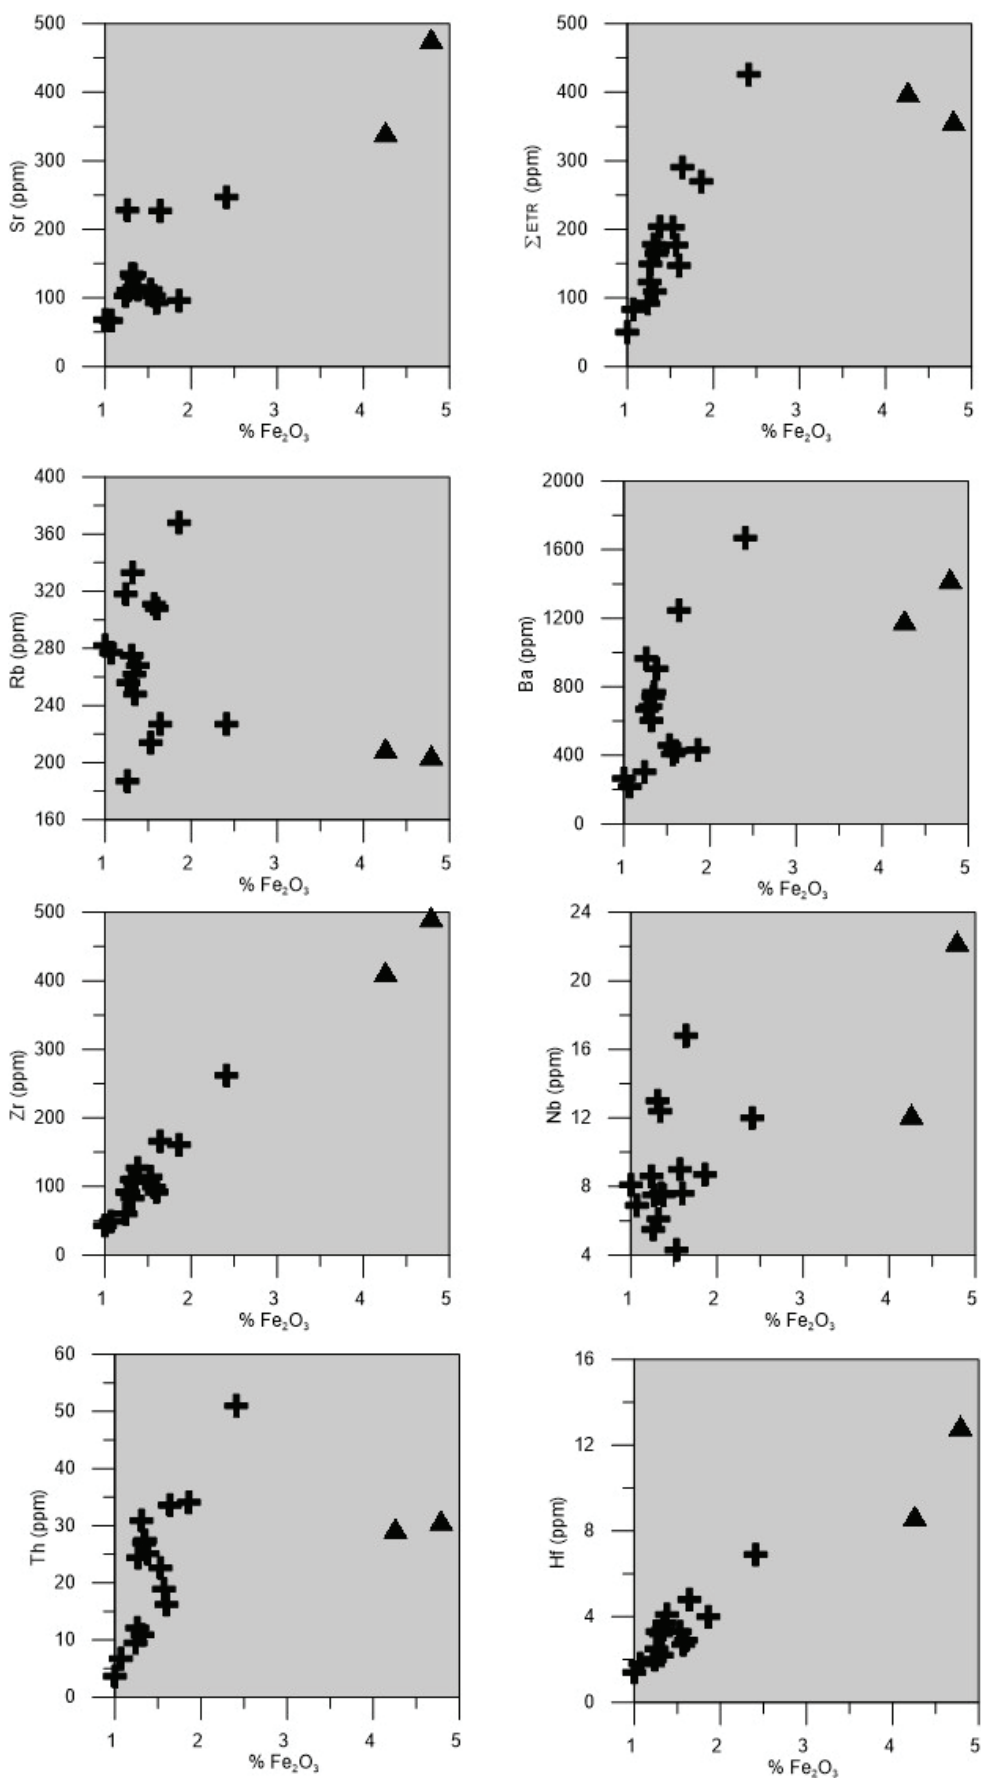 500
400
300
200
100
0
Sr (ppm)
1 2 3 4 5
% Fe₂O₃
500
400
300
200
100
0
∑ETR (ppm)
1 2 3 4 5
% Fe₂O₃
400
360
320
280
240
200
160
Rb (ppm)
1 2 3 4 5
% Fe₂O₃
2000
1600
1200
800
400
0
Ba (ppm)
1 2 3 4 5
% Fe₂O₃
500
400
300
200
100
0
Zr (ppm)
1 2 3 4 5
% Fe₂O₃
24
20
16
12
8
4
Nb (ppm)
1 2 3 4 5
% Fe₂O₃
60
50
40
30
20
10
0
Th (ppm)
1 2 3 4 5
% Fe₂O₃
16
12
8
4
0
Hf (ppm)
1 2 3 4 5
% Fe₂O₃